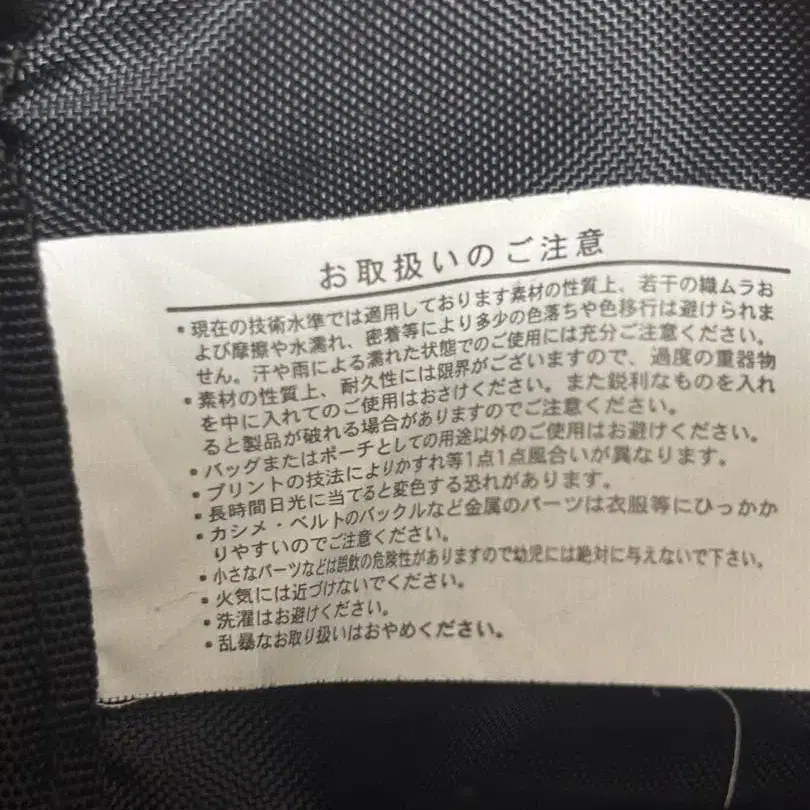 お取扱いのご注意
・現在の技術水準では適用しております素材の性質上、若干の織ムラお
よび摩擦や水濡れ、密着等により多少の色落ちや色移行は避けられま
せん。汗や雨による濡れた状態でのご使用には充分ご注意ください。
・素材の性質上、耐久性には限界がございますので、過度の重器物
を中に入れてのご使用はおさけください。また鋭利なものを入れ
ると製品が破れる場合がありますのでご注意ください。
・バッグまたはポーチとしての用途以外のご使用はお避けください。
・プリントの技法によりかすれ等1点1点風合いが異なります。
・長時間日光に当てると変色する恐れがあります。
・カシメ・ベルトのバックルなど金属のパーツは衣服等にひっかか
りやすいのでご注意ください。
・小さなパーツなどは誤飲の危険性がありますので幼児には絶対に与えないで下さい。
・火気には近づけないでください。
・洗濯はお避けください。
・乱暴なお取り扱いはおやめください。